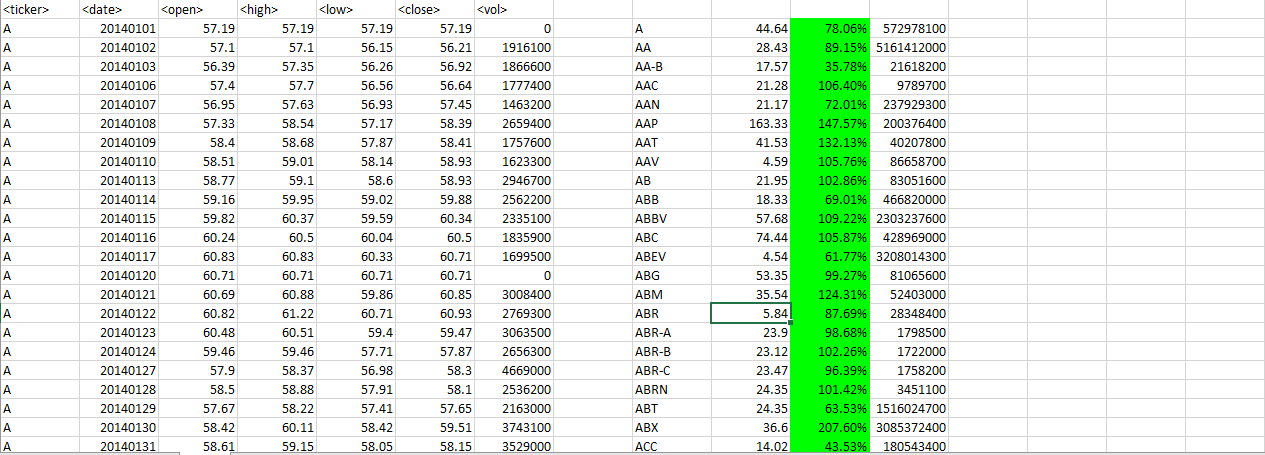 <ticker> <date> <open> <high> <low> <close> <vol>
A 20140101 57.19 57.19 57.19 57.19 0 A 44.64 78.06% 572978100
A 20140102 57.1 57.1 56.15 56.21 1916100 AA 28.43 89.15% 5161412000
A 20140103 56.39 57.35 56.26 56.92 1866600 AA-B 17.57 35.78% 21618200
A 20140106 57.4 57.7 56.56 56.64 1777400 AAC 21.28 106.40% 9789700
A 20140107 56.95 57.63 56.93 57.45 1463200 AAN 21.17 72.01% 237929300
A 20140108 57.33 58.54 57.17 58.39 2659400 AAP 163.33 147.57% 200376400
A 20140109 58.4 58.68 57.87 58.41 1757600 AAT 41.53 132.13% 40207800
A 20140110 58.51 59.01 58.14 58.93 1623300 AAV 4.59 105.76% 86658700
A 20140113 58.77 59.1 58.6 58.93 2946700 AB 21.95 102.86% 83051600
A 20140114 59.16 59.95 59.02 59.88 2562200 ABB 18.33 69.01% 466820000
A 20140115 59.82 60.37 59.59 60.34 2335100 ABBV 57.68 109.22% 2303237600
A 20140116 60.24 60.5 60.04 60.5 1835900 ABC 74.44 105.87% 428969000
A 20140117 60.83 60.83 60.33 60.71 1699500 ABEV 4.54 61.77% 3208014300
A 20140120 60.71 60.71 60.71 60.71 0 ABG 53.35 99.27% 81065600
A 20140121 60.69 60.88 59.86 60.85 3008400 ABM 35.54 124.31% 52403000
A 20140122 60.82 61.22 60.71 60.93 2769300 ABR 5.84 87.69% 28348400
A 20140123 60.48 60.51 59.4 59.47 3063500 ABR-A 23.9 98.68% 1798500
A 20140124 59.46 59.46 57.71 57.87 2656300 ABR-B 23.12 102.26% 1722000
A 20140127 57.9 58.37 56.98 58.3 4669000 ABR-C 23.47 96.39% 1758200
A 20140128 58.5 58.88 57.91 58.1 2536200 ABRN 24.35 101.42% 3451100
A 20140129 57.67 58.22 57.41 57.65 2163000 ABT 24.35 63.53% 1516024700
A 20140130 58.42 60.11 58.42 59.51 3743100 ABX 36.6 207.60% 3085372400
A 20140131 58.61 59.15 58.05 58.15 3529000 ACC 14.02 43.53% 180543400